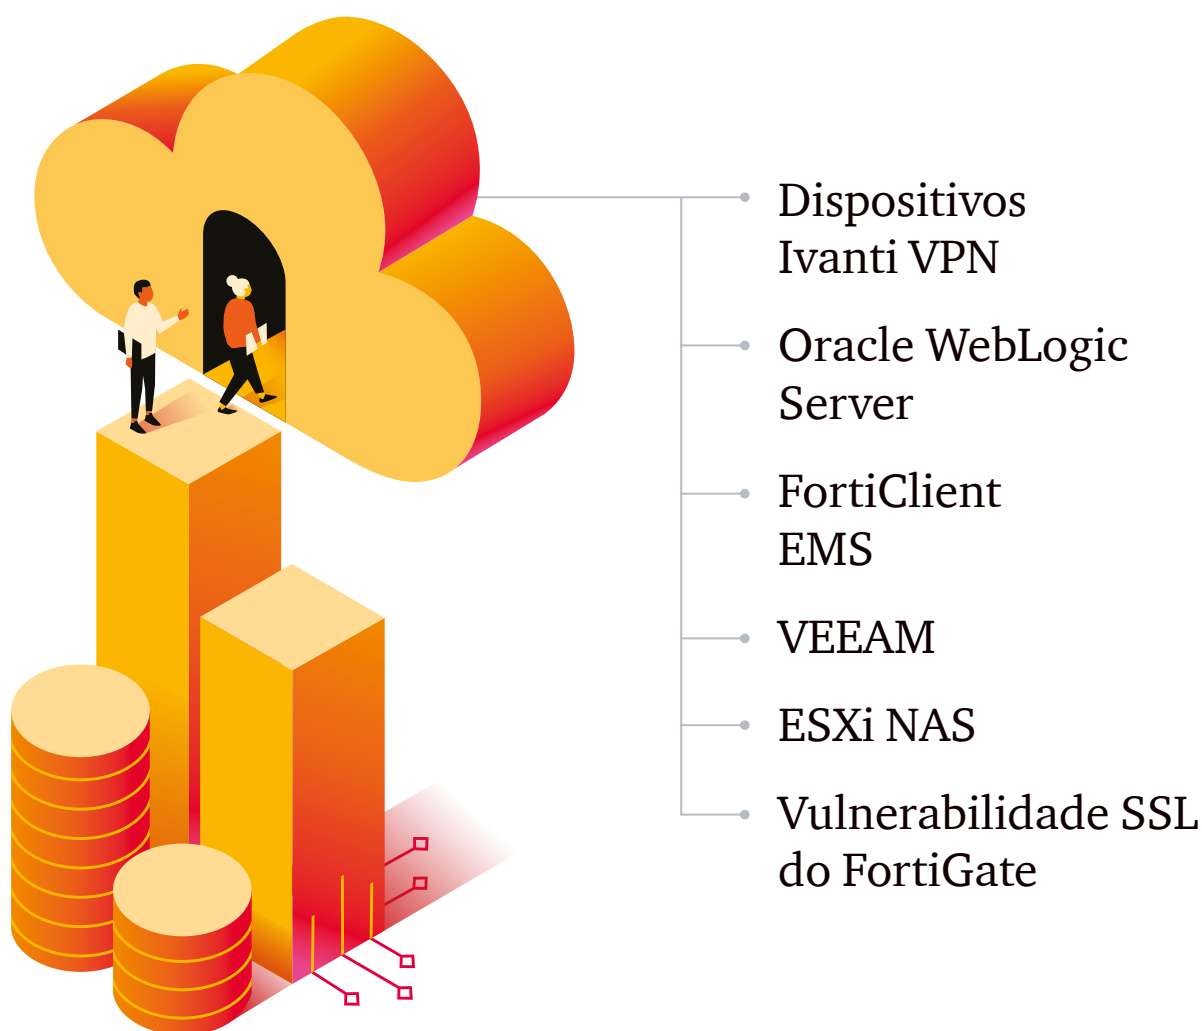 Dispositivos
Ivanti VPN
Oracle WebLogic
Server
FortiClient
EMS
VEEAM
ESXi NAS
Vulnerabilidade SSL
do FortiGate